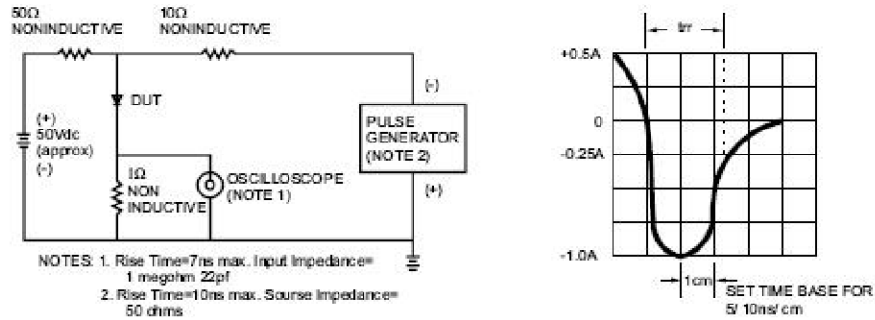 50Ω
NONINDUCTIVE
10Ω
NONINDUCTIVE
DUT
(+)
50Vdc
(approx)
(-)
1Ω
NON
INDUCTIVE
OSCILLOSCOPE
(NOTE 1)
(-)
PULSE
GENERATOR
(NOTE 2)
(+)
NOTES: 1. Rise Time=7ns max. Input Impedance=
1 megohm 22pf
2. Rise Time=10ns max. Sourse Impedance=
50 ohms
trr
+0.5A
0
-0.25A
-1.0A
1cm
SET TIME BASE FOR
5/ 10ns/ cm